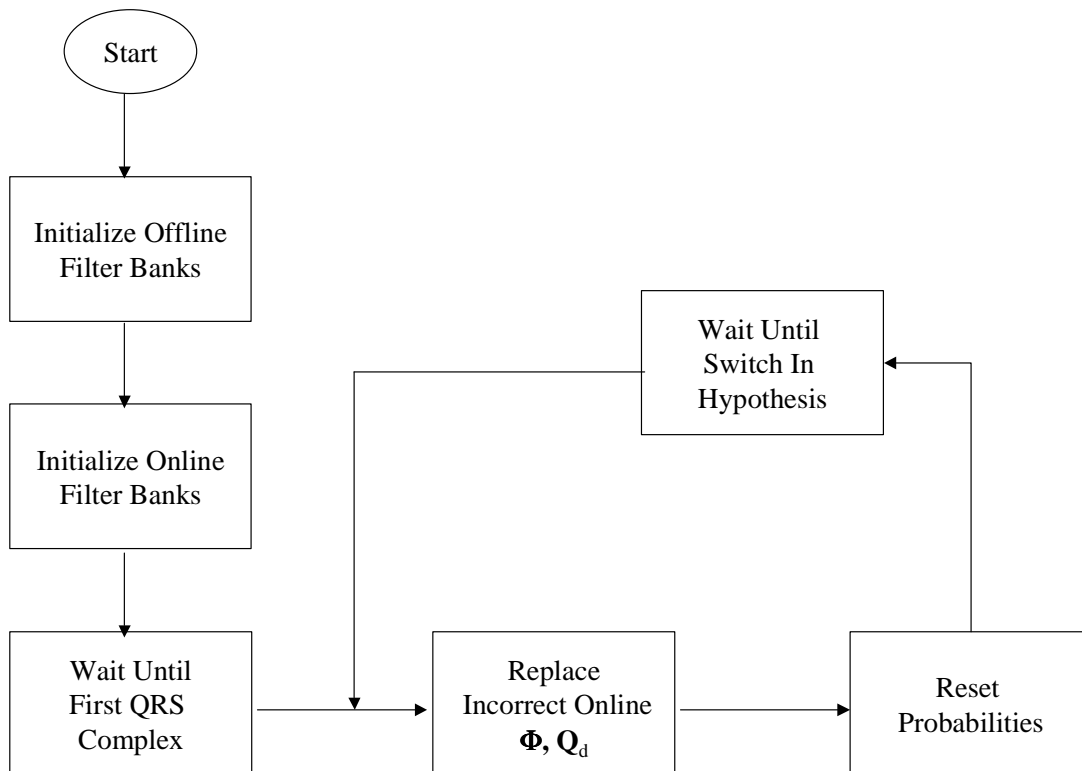 Start
Initialize Offline
Filter Banks
Initialize Online
Filter Banks
Wait Until
First QRS
Complex
Replace
Incorrect Online
Φ, Qd
Reset
Probabilities
Wait Until
Switch In
Hypothesis